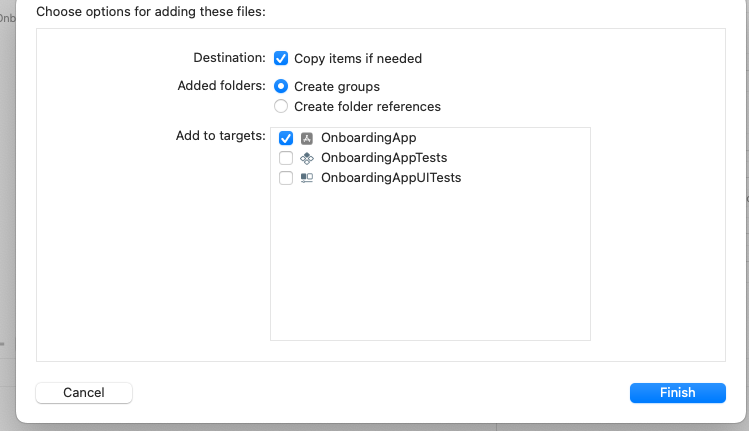 Choose options for adding these files:
Destination: Copy items if needed
Added folders: Create groups
Create folder references
Add to targets: OnboardingApp
OnboardingAppTests
OnboardingAppUITests
Cancel Finish